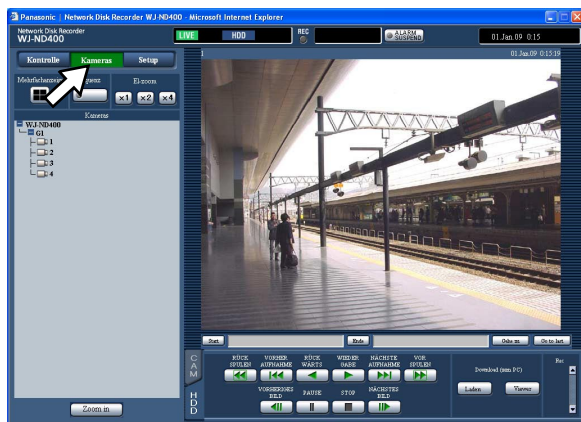 Panasonic | Network Disk Recorder WJ-ND400 - Microsoft Internet Explorer
Network Disk Recorder
WJ-ND400
LIVE HDD REC ALARM SUSPEND 01.Jan.09 0:15
Kontrolle Kameras Setup
1 01.Jan.09 0:15:19
El-zoom
x1 x2 x4
Kameras
WJ-ND400
G1
1
2
3
4
Zoom in
Start Ende Gehe zu Go to last
CAM
HDD
RÜCK SPULEN VORHER AUFNAHME RÜCK WÄRTS WIEDER GABE NÄCHSTE AUFNAHME VOR SPULEN
VORHERIGES BILD PAUSE STOP NÄCHSTES BILD
Download (zum PC)
Laden Viewer